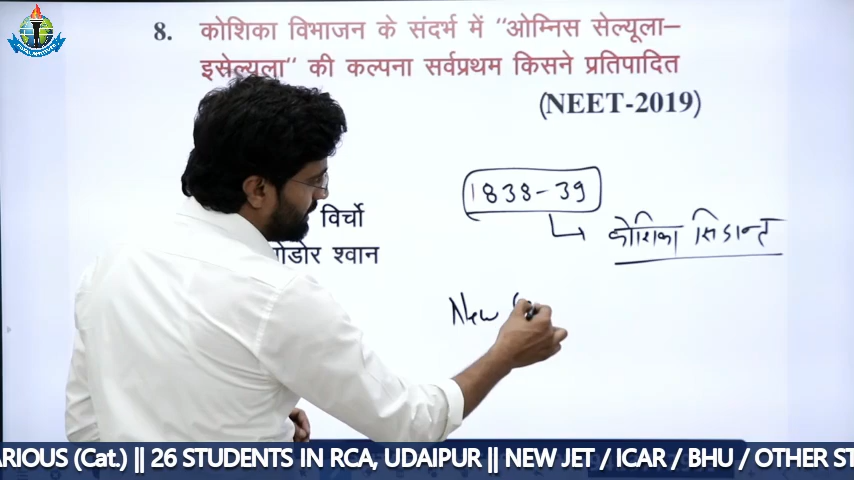 8. कोशिका विभाजन के संदर्भ में "ओम्निस सेल्यूला–
इसेल्यूला" की कल्पना सर्वप्रथम किसने प्रतिपादित
(NEET-2019)
1838-39
कोशिका सिद्धान्त
विर्चो
श्वान
New
ARIOUS (Cat.) || 26 STUDENTS IN RCA, UDAIPUR || NEW JET / ICAR / BHU / OTHER ST